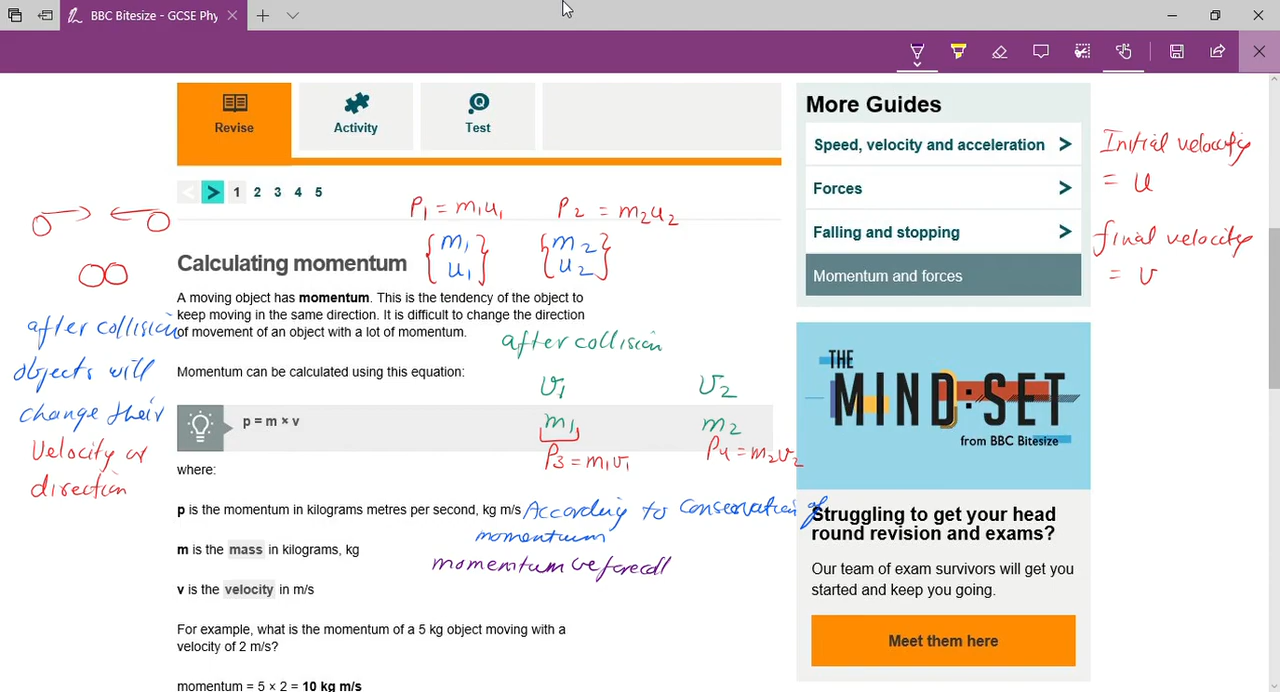 BBC Bitesize - GCSE Phy
Revise
Activity
Test
1 2 3 4 5
P1 = m1u1
P2 = m2u2
m1
u1
m2
u2
Calculating momentum
A moving object has momentum. This is the tendency of the object to
keep moving in the same direction. It is difficult to change the direction
of movement of an object with a lot of momentum.
after collision
objects will
change their
Velocity or
direction
after collision
Momentum can be calculated using this equation:
v1
v2
p = m × v
m1
m2
P3 = m1v1
P4 = m2v2
where:
p is the momentum in kilograms metres per second, kg m/s
According to conservation of
momentum
m is the mass in kilograms, kg
momentum
v is the velocity in m/s
For example, what is the momentum of a 5 kg object moving with a
velocity of 2 m/s?
momentum = 5 × 2 = 10 kg m/s
More Guides
Speed, velocity and acceleration
Forces
Falling and stopping
Momentum and forces
Initial velocity
= u
final velocity
= v
THE
MIND:SET
from BBC Bitesize
Struggling to get your head
round revision and exams?
Our team of exam survivors will get you
started and keep you going.
Meet them here